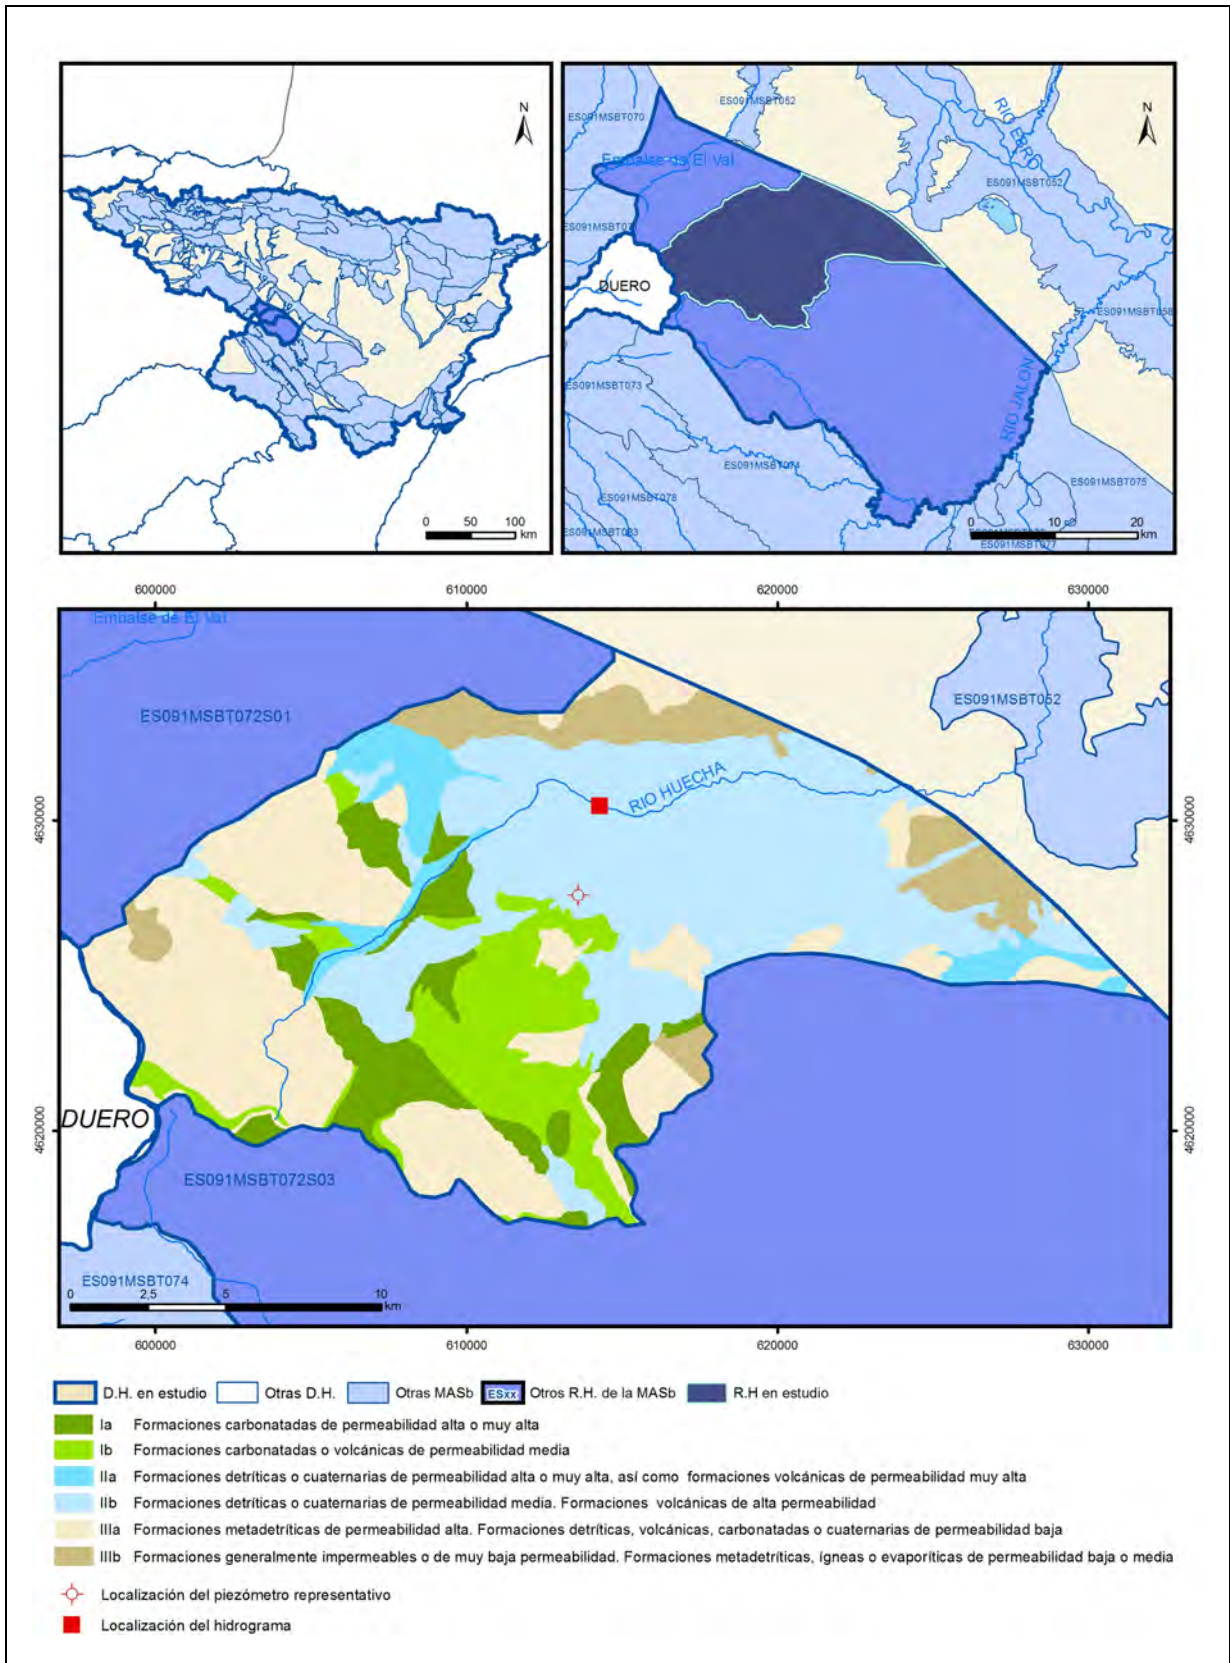 N
0 50 100
km
N
ES091MSBT070
ES091MSBT052
RIO EBRO
Embalse de El Val
ES091MSBT052
DUERO
ES091MSBT058
ES091MSBT073
RIO JALON
ES091MSBT074
ES091MSBT078
ES091MSBT075
ES091MSBT077
0 10 20
km
600000 610000 620000 630000
Embalse de El Val
ES091MSBT072S01
ES091MSBT052
RIO HUECHA
4630000
4630000
DUERO
4620000
4620000
ES091MSBT072S03
ES091MSBT074
0 2,5 5 10
km
600000 610000 620000 630000
D.H. en estudio
Otras D.H.
Otras MASb
ESxx
Otros R.H. de la MASb
R.H en estudio
Ia Formaciones carbonatadas de permeabilidad alta o muy alta
Ib Formaciones carbonatadas o volcánicas de permeabilidad media
IIa Formaciones detríticas o cuaternarias de permeabilidad alta o muy alta, así como formaciones volcánicas de permeabilidad muy alta
IIb Formaciones detríticas o cuaternarias de permeabilidad media. Formaciones volcánicas de alta permeabilidad
IIIa Formaciones metadetríticas de permeabilidad alta. Formaciones detríticas, volcánicas, carbonatadas o cuaternarias de permeabilidad baja
IIIb Formaciones generalmente impermeables o de muy baja permeabilidad. Formaciones metadetríticas, ígneas o evaporíticas de permeabilidad baja o media
Localización del piezómetro representativo
Localización del hidrograma